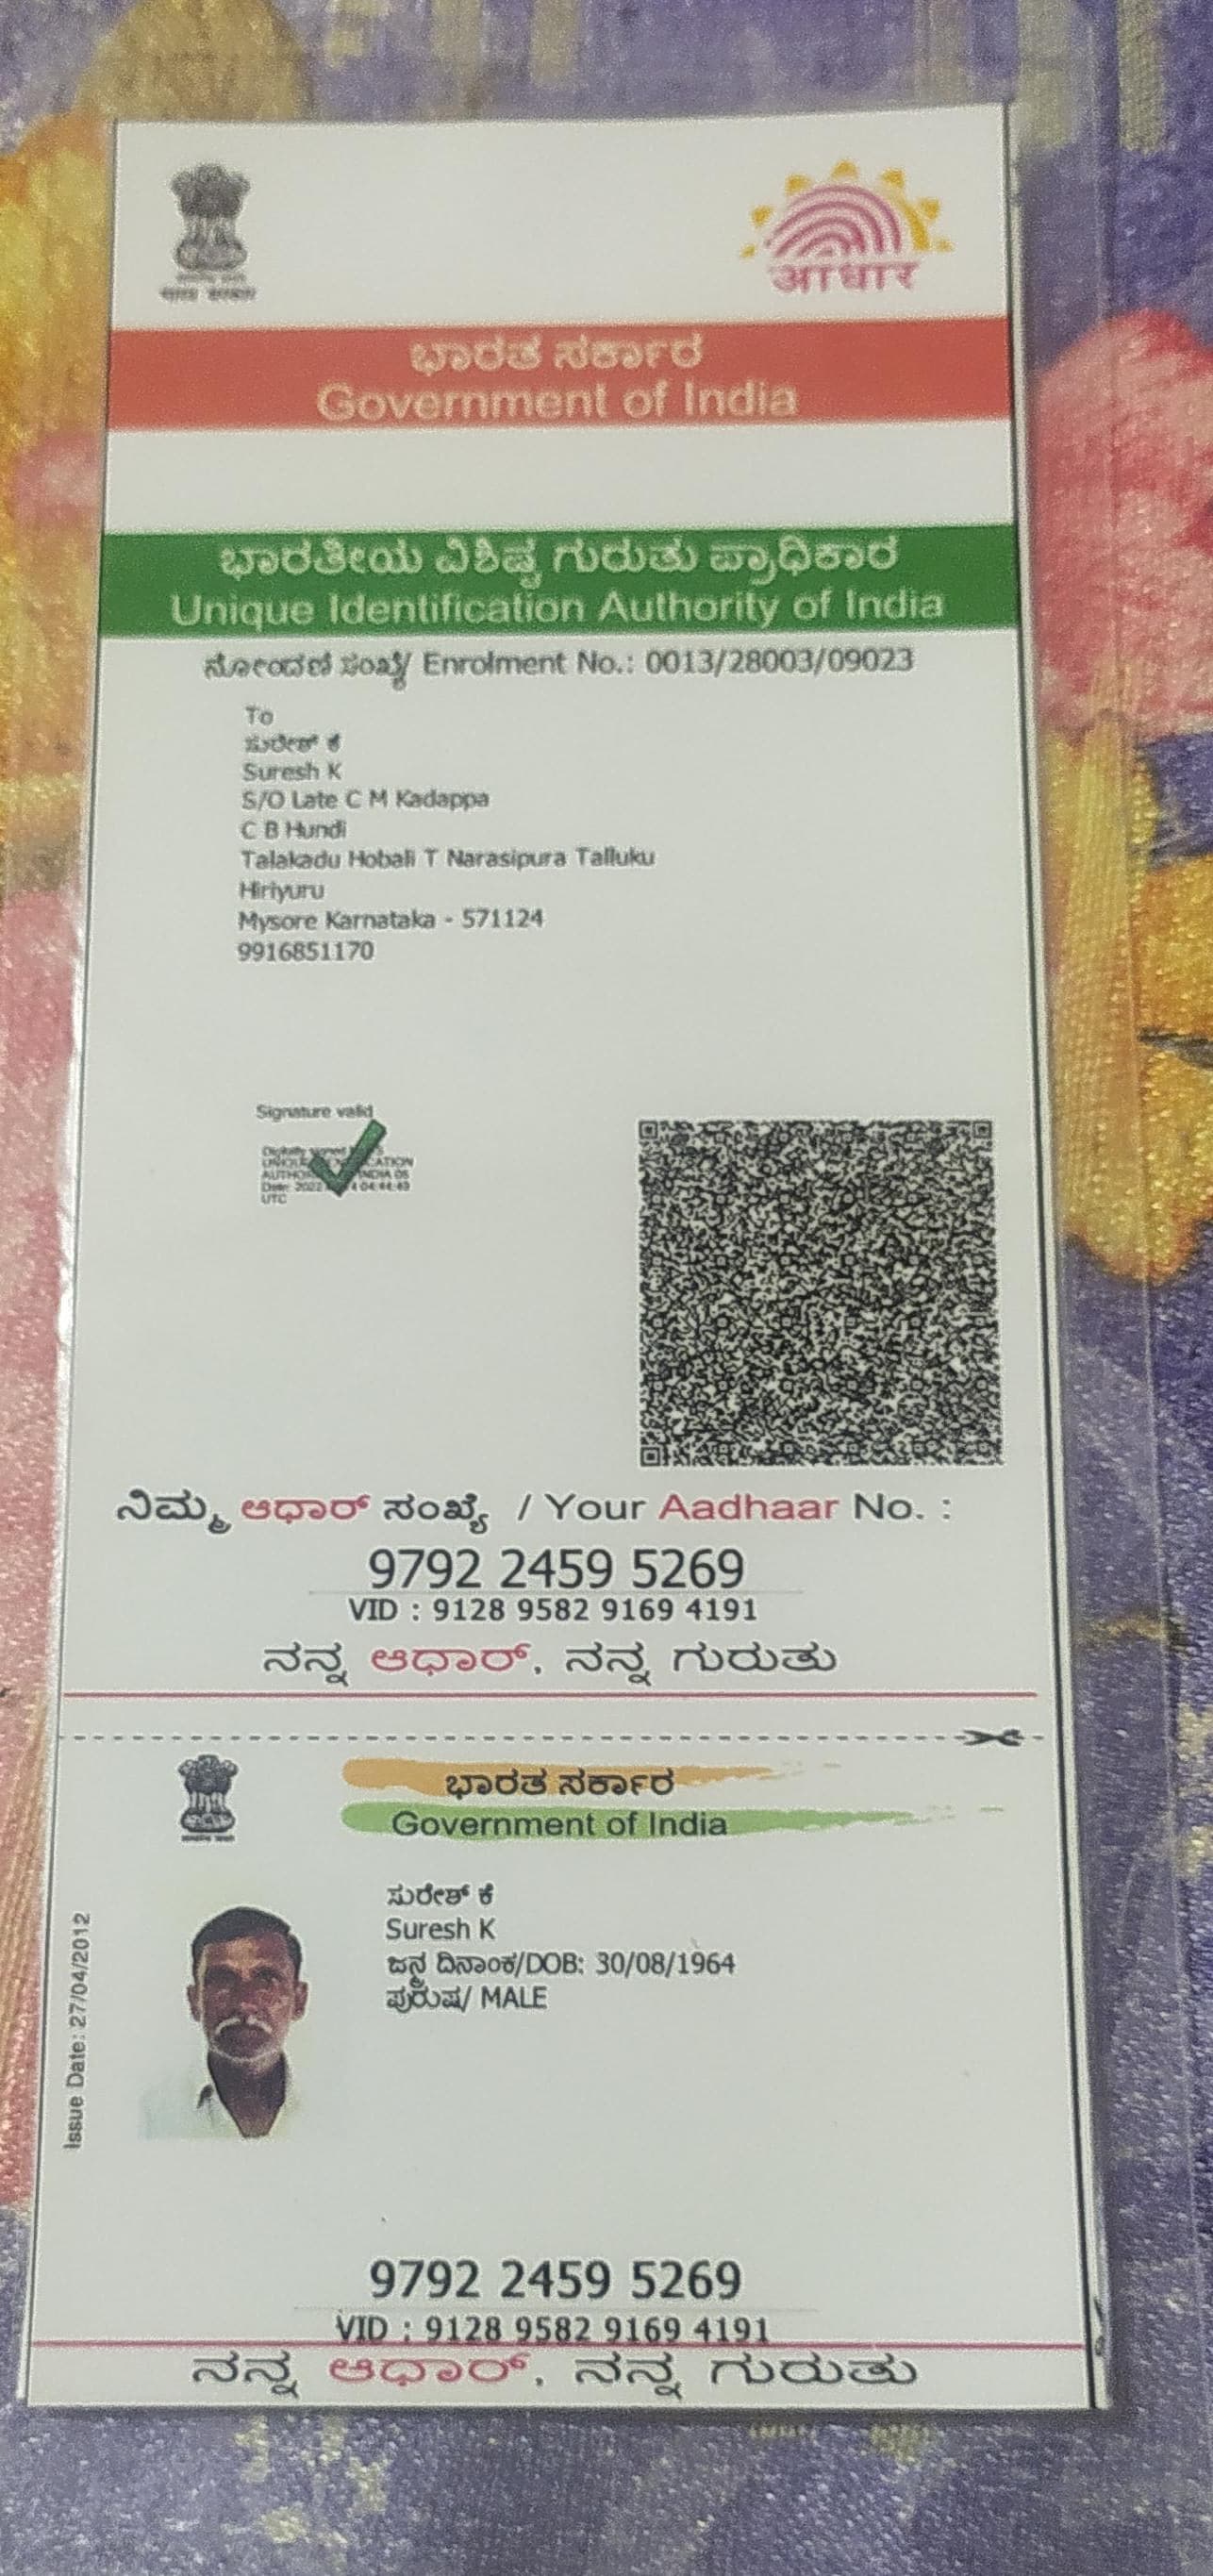 आधार
ಭಾರತ ಸರ್ಕಾರ
Government of India
ಭಾರತೀಯ ವಿಶಿಷ್ಟ ಗುರುತು ಪ್ರಾಧಿಕಾರ
Unique Identification Authority of India
ನೋಂದಣಿ ಸಂಖ್ಯೆ/ Enrolment No.: 0013/28003/09023
To
ಸುರೇಶ್ ಕೆ
Suresh K
S/O Late C M Kadappa
C B Hundi
Talakadu Hobali T Narasipura Talluku
Hiriyuru
Mysore Karnataka - 571124
9916851170
Signature valid
ನಿಮ್ಮ ಆಧಾರ್ ಸಂಖ್ಯೆ / Your Aadhaar No. :
9792 2459 5269
VID : 9128 9582 9169 4191
ನನ್ನ ಆಧಾರ್, ನನ್ನ ಗುರುತು
ಭಾರತ ಸರ್ಕಾರ
Government of India
Issue Date: 27/04/2012
ಸುರೇಶ್ ಕೆ
Suresh K
ಜನ್ಮ ದಿನಾಂಕ/DOB: 30/08/1964
ಪುರುಷ/ MALE
9792 2459 5269
VID : 9128 9582 9169 4191
ನನ್ನ ಆಧಾರ್, ನನ್ನ ಗುರುತು